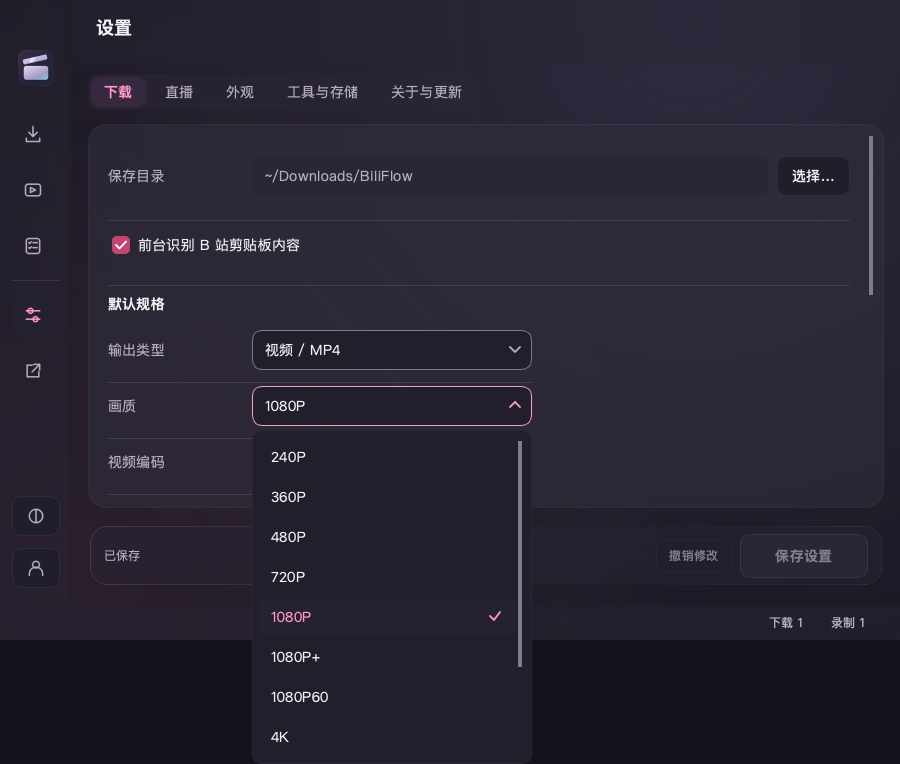 设置
下载 直播 外观 工具与存储 关于与更新
保存目录 ~/Downloads/BiliFlow 选择...
前台识别 B 站剪贴板内容
默认规格
输出类型 视频 / MP4
画质 1080P
视频编码
240P
360P
480P
720P
1080P
1080P+
1080P60
4K
已保存 撤销修改 保存设置
下载 1 录制 1